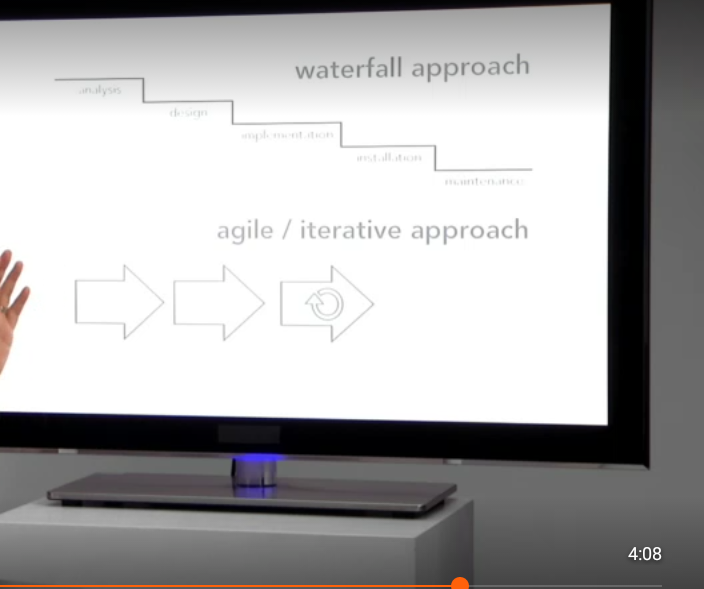 waterfall approach
analysis
design
implementation
installation
maintenance
agile / iterative approach
4:08